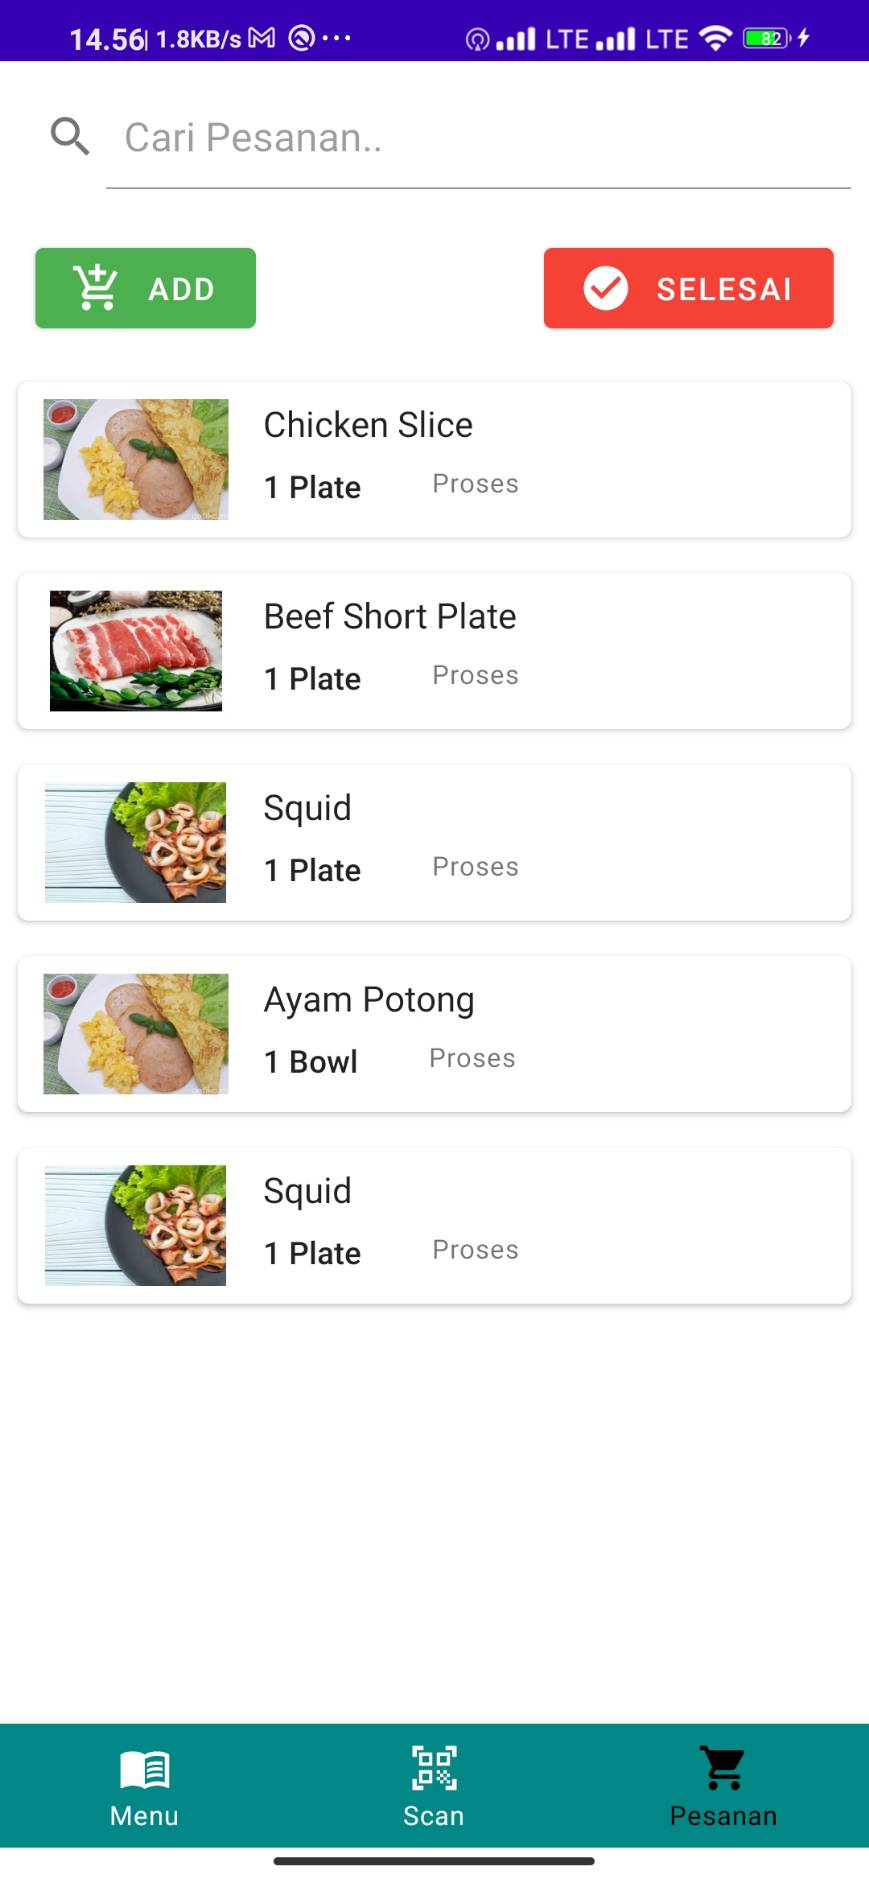 14.56| 1.8KB/s LTE LTE 82
Cari Pesanan..
ADD SELESAI
Chicken Slice
1 Plate Proses
Beef Short Plate
1 Plate Proses
Squid
1 Plate Proses
Ayam Potong
1 Bowl Proses
Squid
1 Plate Proses
Menu Scan Pesanan